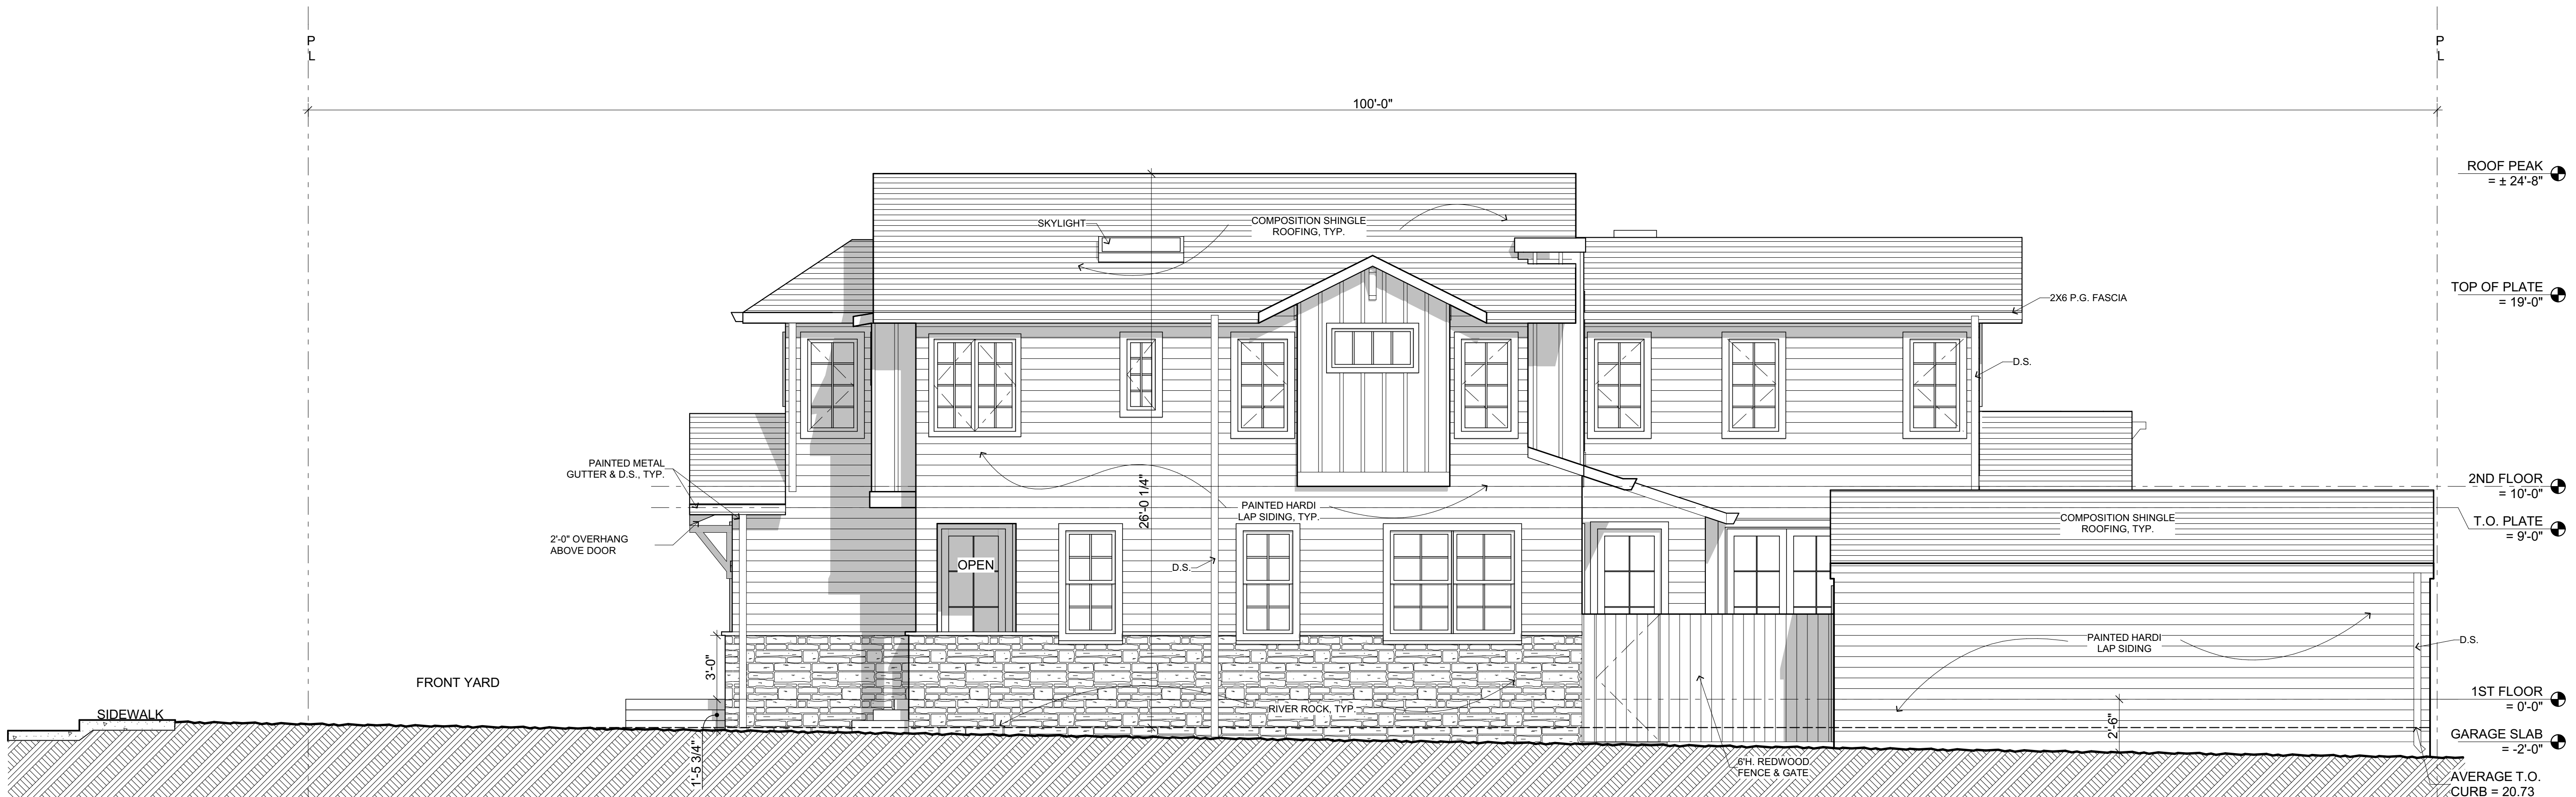 P
L
P
L
100'-0"
ROOF PEAK
= ± 24'-8"
SKYLIGHT
COMPOSITION SHINGLE
ROOFING, TYP.
TOP OF PLATE
= 19'-0"
2X6 P.G. FASCIA
D.S.
PAINTED METAL
GUTTER & D.S., TYP.
26'-0 1/4"
2ND FLOOR
= 10'-0"
PAINTED HARDI
LAP SIDING, TYP.
COMPOSITION SHINGLE
ROOFING, TYP.
T.O. PLATE
= 9'-0"
2'-0" OVERHANG
ABOVE DOOR
OPEN
D.S.
PAINTED HARDI
LAP SIDING
D.S.
3'-0"
FRONT YARD
1ST FLOOR
= 0'-0"
SIDEWALK
RIVER ROCK, TYP.
2'-6"
GARAGE SLAB
= -2'-0"
1'-5 3/4"
6'H. REDWOOD
FENCE & GATE
AVERAGE T.O.
CURB = 20.73